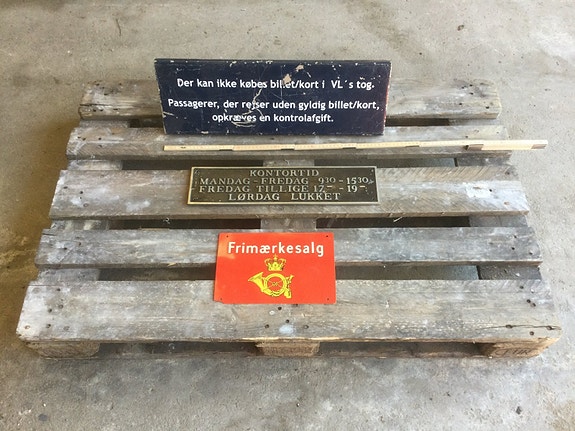 Der kan ikke købes billet/kort i VL´s tog.
Passagerer, der rejser uden gyldig billet/kort,
opkræves en kontrolafgift.
KONTORTID
MANDAG-FREDAG 9³⁰-15³⁰
FREDAG TILLIGE 17- -19-
LØRDAG LUKKET
Frimærkesalg